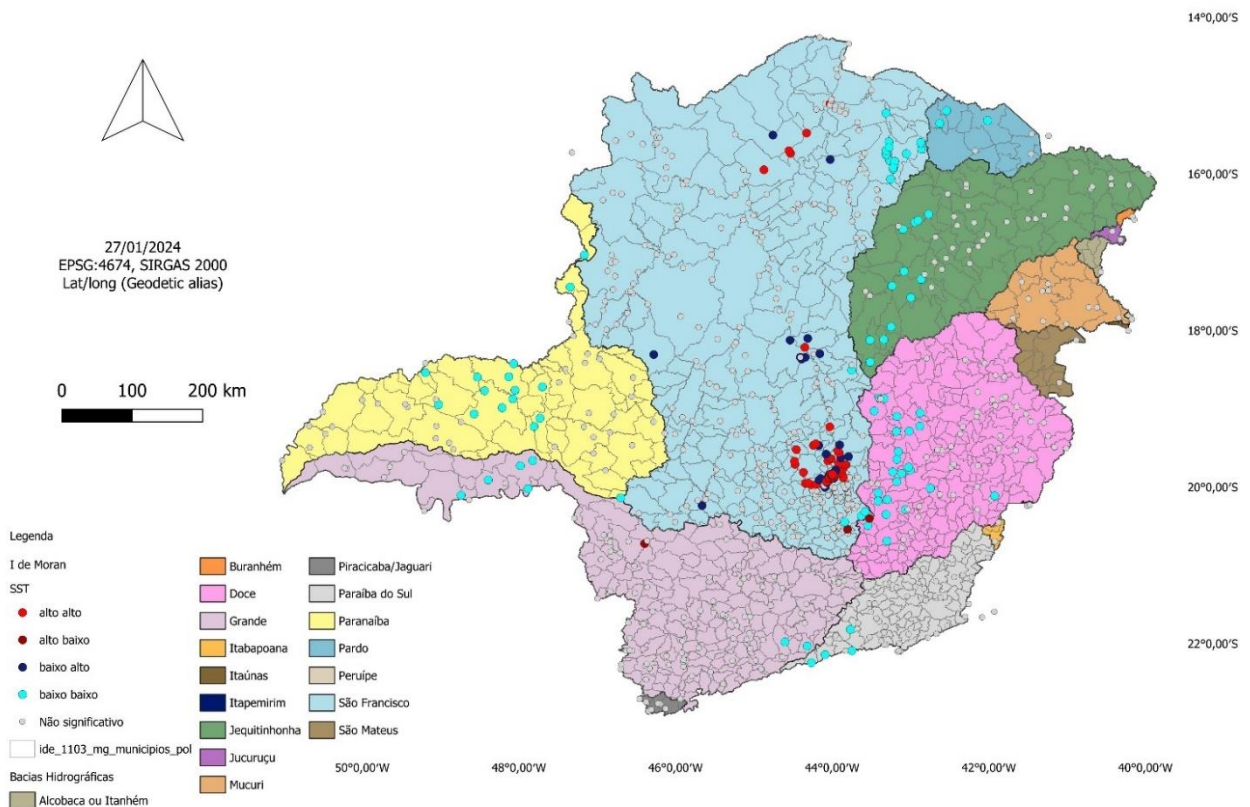 14°0,00'S
16°0,00'S
27/01/2024
EPSG:4674, SIRGAS 2000
Lat/long (Geodetic alias)
18°0,00'S
0 100 200 km
20°0,00'S
22°0,00'S
50°0,00'W 48°0,00'W 46°0,00'W 44°0,00'W 42°0,00'W 40°0,00'W
Legenda
I de Moran
SST
alto alto
alto baixo
baixo alto
baixo baixo
Não significativo
ide_1103_mg_municipios_pol
Bacias Hidrográficas
Alcobaca ou Itanhém
Buranhém
Doce
Grande
Itabapoana
Itaúnas
Itapemirim
Jequitinhonha
Jucuruçu
Mucuri
Piracicaba/Jaguari
Paraíba do Sul
Paranaíba
Pardo
Peruípe
São Francisco
São Mateus